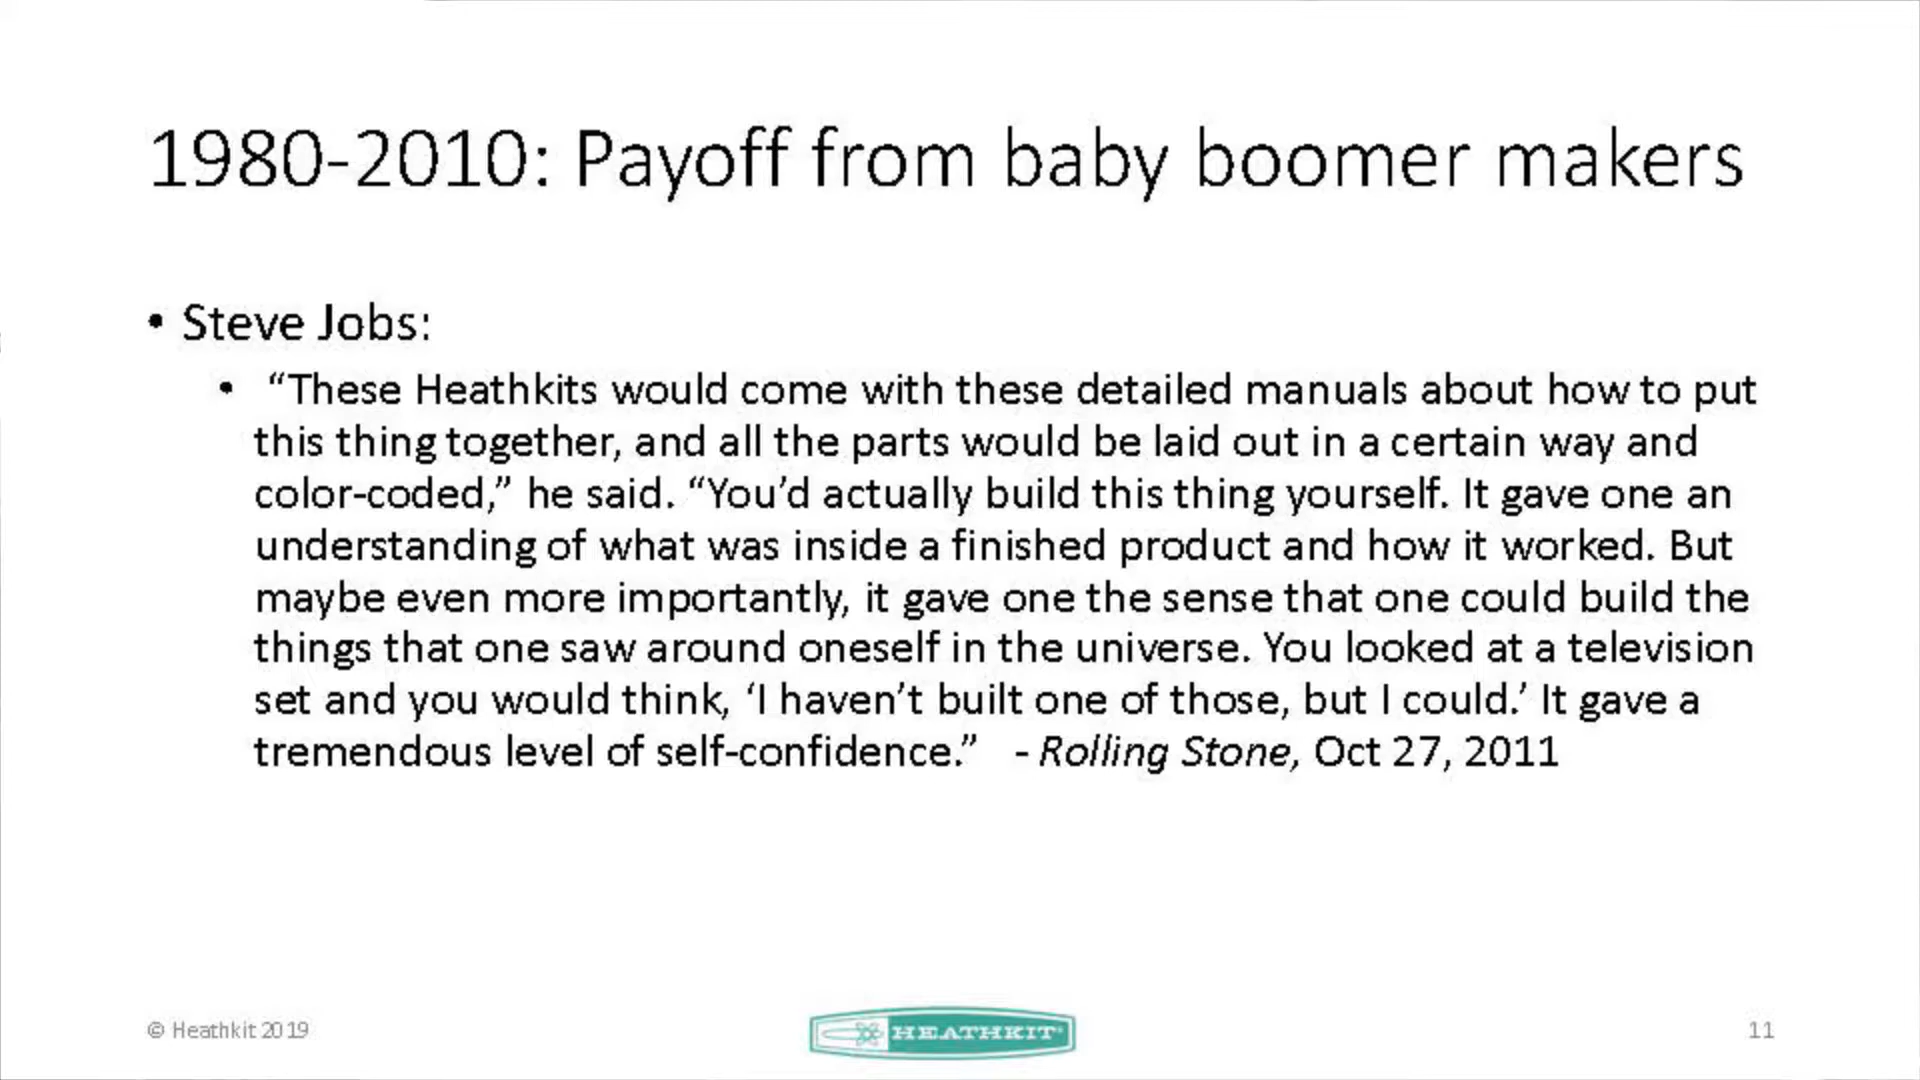 1980-2010: Payoff from baby boomer makers
• Steve Jobs:
• “These Heathkits would come with these detailed manuals about how to put
this thing together, and all the parts would be laid out in a certain way and
color-coded,” he said. “You’d actually build this thing yourself. It gave one an
understanding of what was inside a finished product and how it worked. But
maybe even more importantly, it gave one the sense that one could build the
things that one saw around oneself in the universe. You looked at a television
set and you would think, ‘I haven’t built one of those, but I could.’ It gave a
tremendous level of self-confidence.” - Rolling Stone, Oct 27, 2011
© Heathkit 2019
HEATHKIT®
11